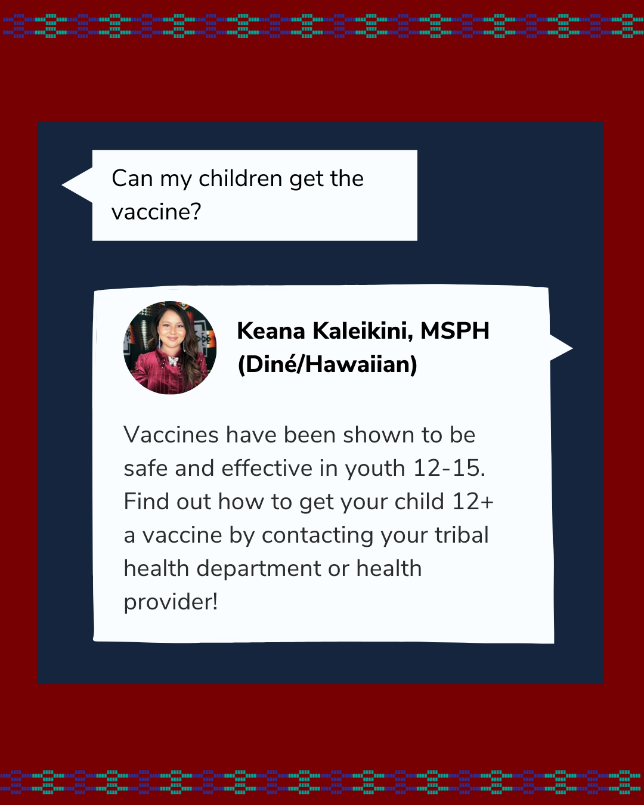 Can my children get the
vaccine?
Keana Kaleikini, MSPH
(Diné/Hawaiian)
Vaccines have been shown to be
safe and effective in youth 12-15.
Find out how to get your child 12+
a vaccine by contacting your tribal
health department or health
provider!